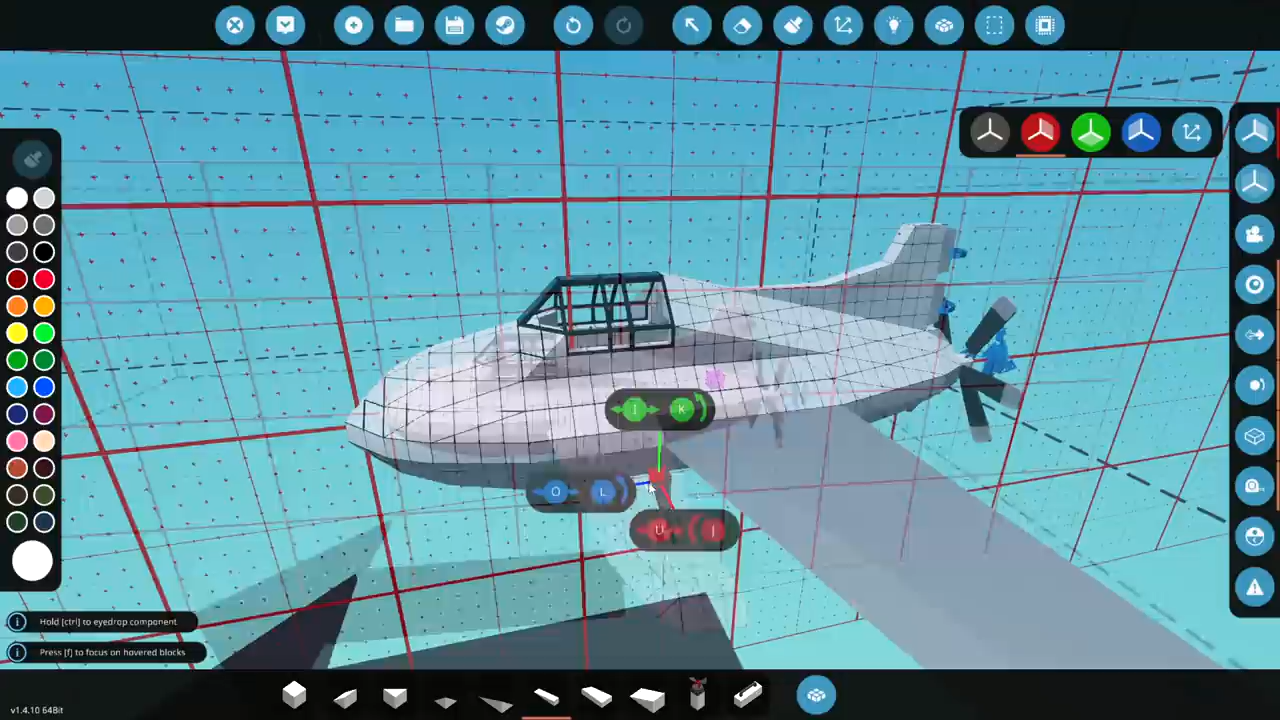 I K
O L
U J
Hold [ctrl] to eyedrop component
Press [f] to focus on hovered blocks
v1.4.10 64Bit